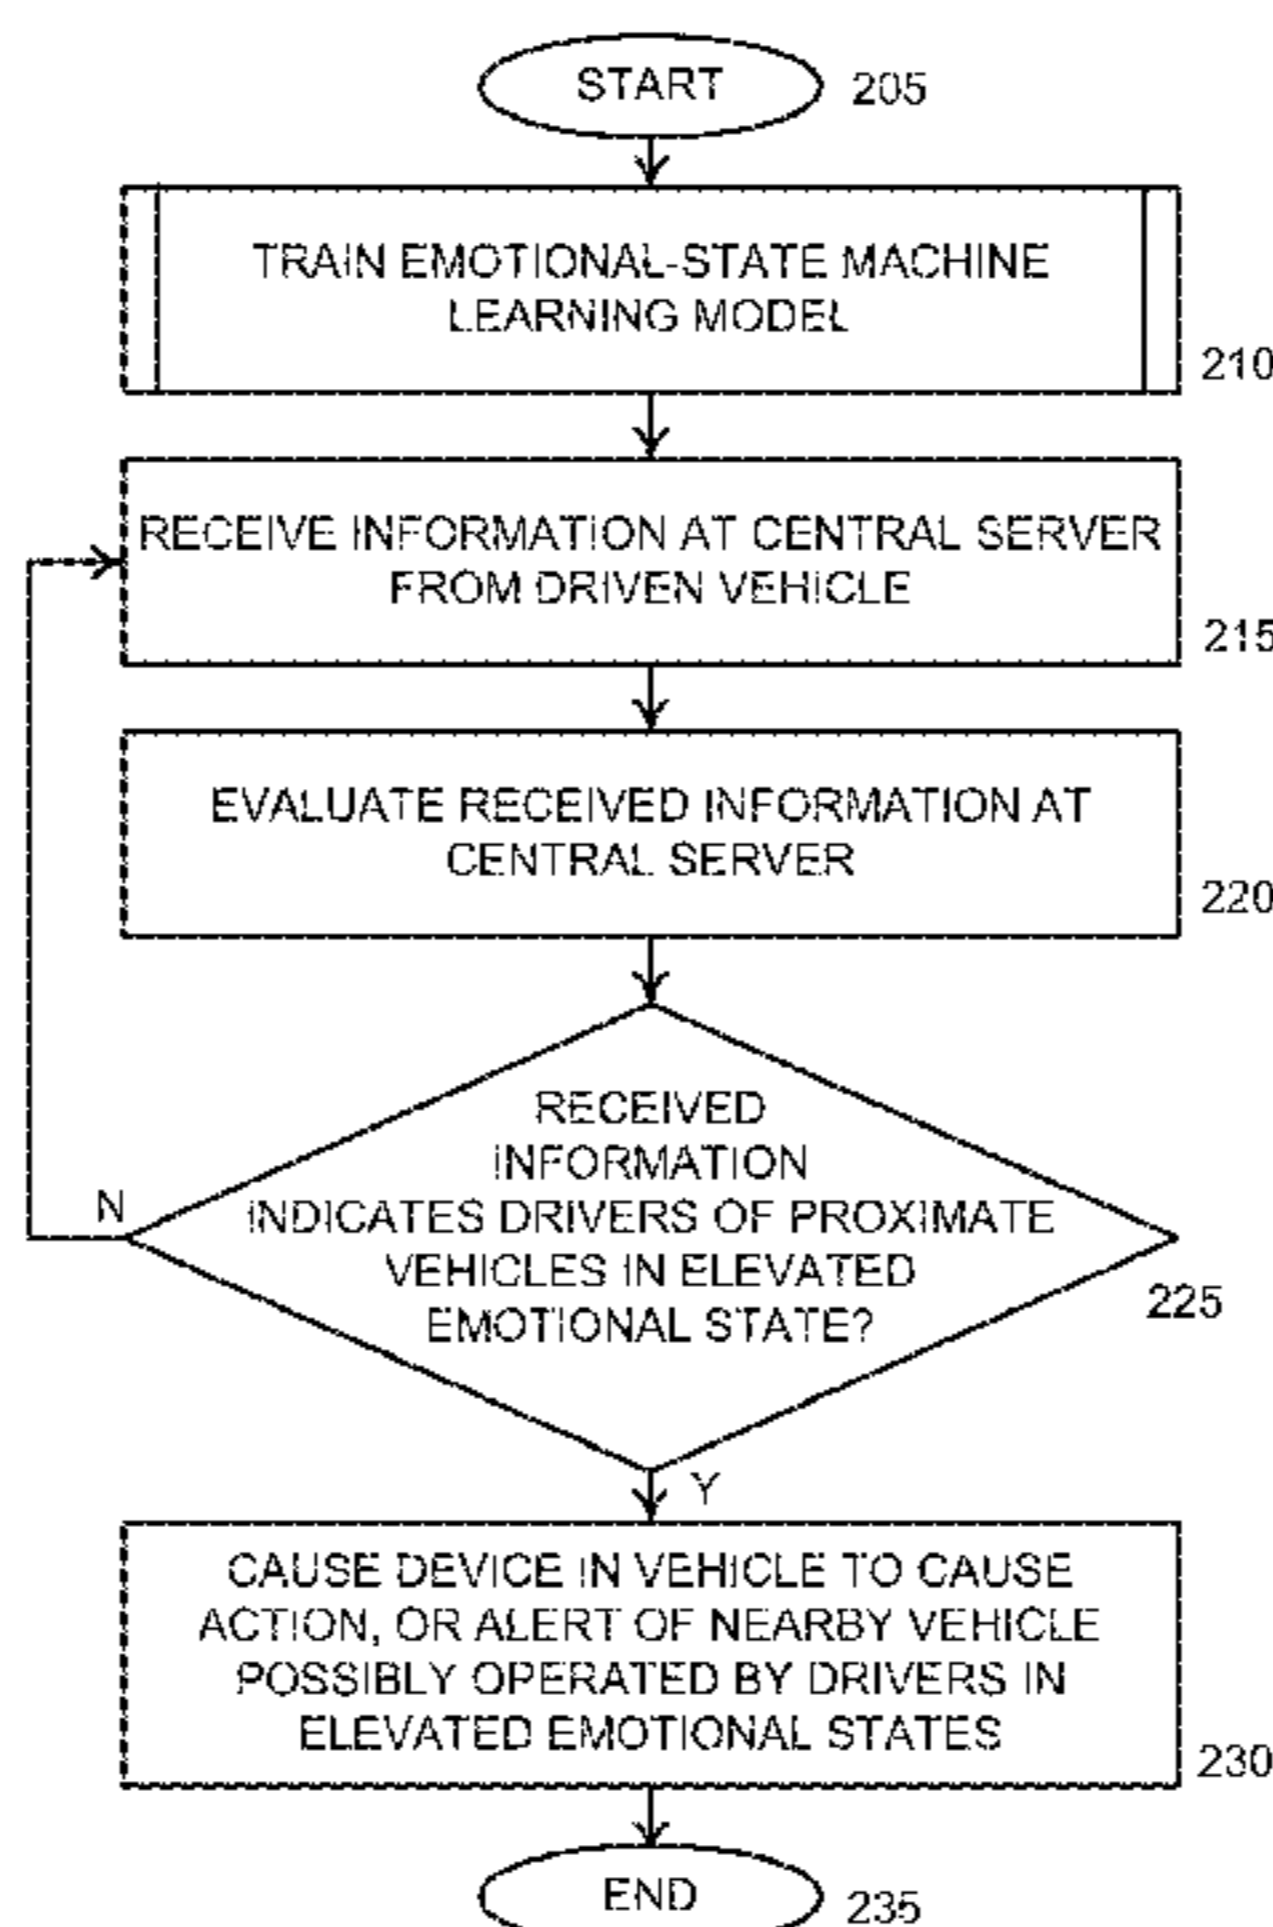 START
205
TRAIN EMOTIONAL-STATE MACHINE
LEARNING MODEL
210
RECEIVE INFORMATION AT CENTRAL SERVER
FROM DRIVEN VEHICLE
215
EVALUATE RECEIVED INFORMATION AT
CENTRAL SERVER
220
RECEIVED
INFORMATION
INDICATES DRIVERS OF PROXIMATE
VEHICLES IN ELEVATED
EMOTIONAL STATE?
N
225
Y
CAUSE DEVICE IN VEHICLE TO CAUSE
ACTION, OR ALERT OF NEARBY VEHICLE
POSSIBLY OPERATED BY DRIVERS IN
ELEVATED EMOTIONAL STATES
230
END
235